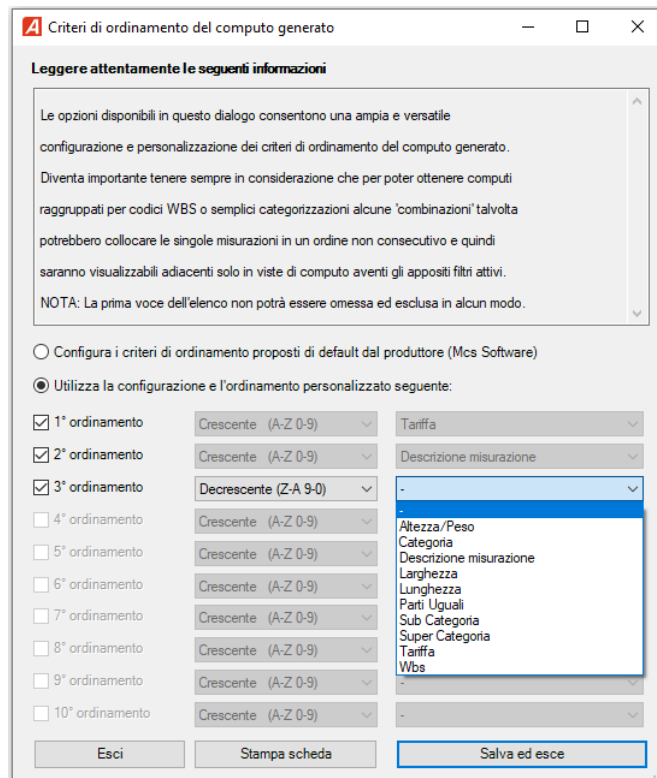 Criteri di ordinamento del computo generato
Leggere attentamente le seguenti informazioni
Le opzioni disponibili in questo dialogo consentono una ampia e versatile
configurazione e personalizzazione dei criteri di ordinamento del computo generato.
Diventa importante tenere sempre in considerazione che per poter ottenere computi
raggruppati per codici WBS o semplici categorizzazioni alcune 'combinazioni' talvolta
potrebbero collocare le singole misurazioni in un ordine non consecutivo e quindi
saranno visualizzabili adiacenti solo in viste di computo aventi gli appositi filtri attivi.
NOTA: La prima voce dell'elenco non potrà essere omessa ed esclusa in alcun modo.
Configura i criteri di ordinamento proposti di default dal produttore (Mcs Software)
Utilizza la configurazione e l'ordinamento personalizzato seguente:
1° ordinamento Crescente (A-Z 0-9) Tariffa
2° ordinamento Crescente (A-Z 0-9) Descrizione misurazione
3° ordinamento Decrescente (Z-A 9-0) -
-
Altezza/Peso
Categoria
Descrizione misurazione
Larghezza
Lunghezza
Parti Uguali
Sub Categoria
Super Categoria
Tariffa
Wbs
4° ordinamento Crescente (A-Z 0-9)
5° ordinamento Crescente (A-Z 0-9)
6° ordinamento Crescente (A-Z 0-9)
7° ordinamento Crescente (A-Z 0-9)
8° ordinamento Crescente (A-Z 0-9)
9° ordinamento Crescente (A-Z 0-9) -
10° ordinamento Crescente (A-Z 0-9) -
Esci Stampa scheda Salva ed esce